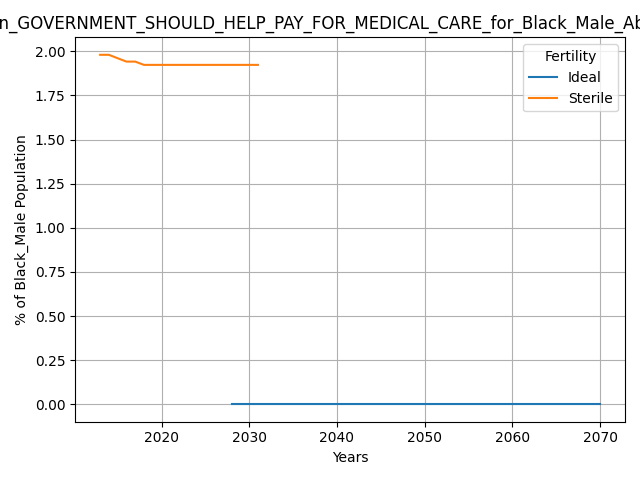 n_GOVERNMENT_SHOULD_HELP_PAY_FOR_MEDICAL_CARE_for_Black_Male_Ab
2.00
1.75
1.50
1.25
1.00
0.75
0.50
0.25
0.00
% of Black_Male Population
Fertility
Ideal
Sterile
2020
2030
2040
2050
2060
2070
Years